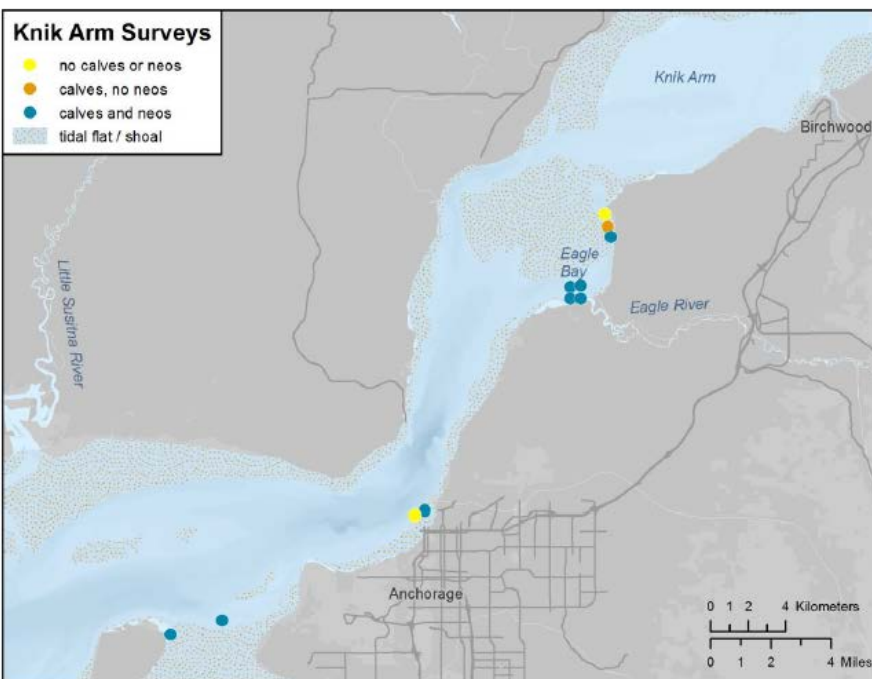 Knik Arm Surveys
no calves or neos
calves, no neos
calves and neos
tidal flat / shoal
Knik Arm
Birchwood
Eagle
Bay
Eagle River
Little Susitna River
Anchorage
0 1 2 4 Kilometers
0 1 2 4 Miles